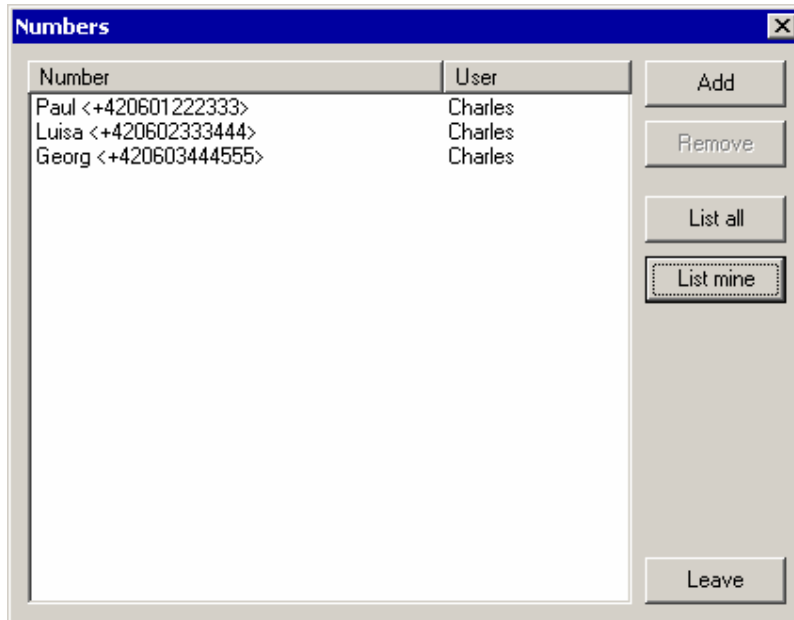 Numbers
Number User
Paul <+420601222333> Charles
Luisa <+420602333444> Charles
Georg <+420603444555> Charles
Add
Remove
List all
List mine
Leave